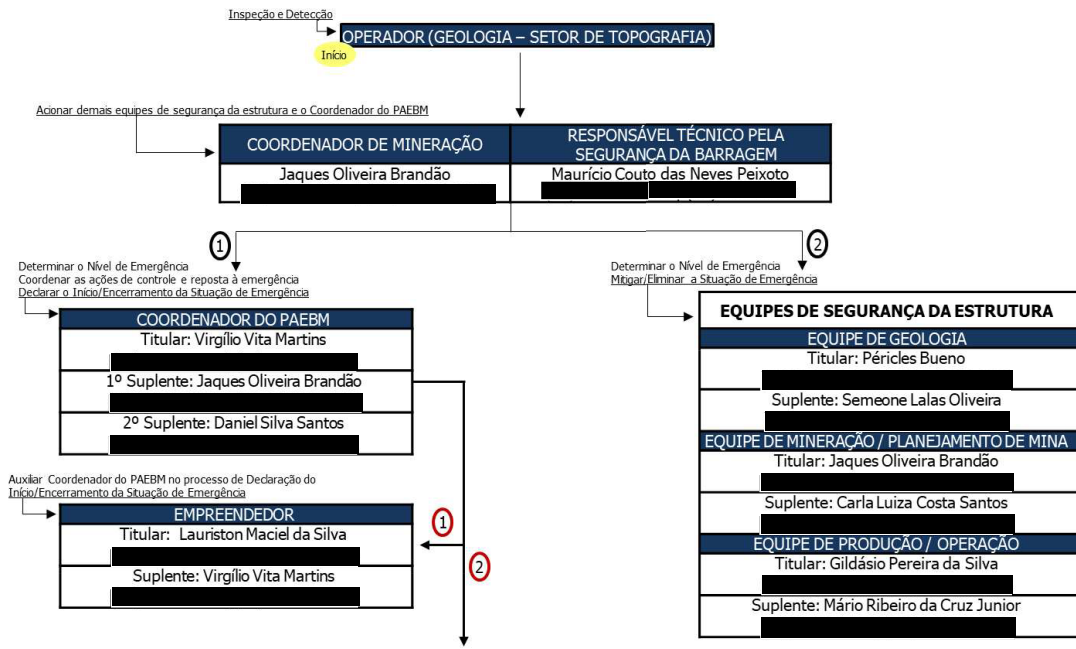 Inspeção e Detecção
OPERADOR (GEOLOGIA – SETOR DE TOPOGRAFIA)
Início
Acionar demais equipes de segurança da estrutura e o Coordenador do PAEBM
COORDENADOR DE MINERAÇÃO
RESPONSÁVEL TÉCNICO PELA
SEGURANÇA DA BARRAGEM
Jaques Oliveira Brandão
Maurício Couto das Neves Peixoto
1
2
Determinar o Nível de Emergência
Coordenar as ações de controle e reposta à emergência
Declarar o Início/Encerramento da Situação de Emergência
COORDENADOR DO PAEBM
Titular: Virgílio Vita Martins
1º Suplente: Jaques Oliveira Brandão
2º Suplente: Daniel Silva Santos
Auxiliar Coordenador do PAEBM no processo de Declaração do
Início/Encerramento da Situação de Emergência
EMPREENDEDOR
Titular: Lauriston Maciel da Silva
Suplente: Virgílio Vita Martins
1
2
Determinar o Nível de Emergência
Mitigar/Eliminar a Situação de Emergência
EQUIPES DE SEGURANÇA DA ESTRUTURA
EQUIPE DE GEOLOGIA
Titular: Péricles Bueno
Suplente: Semeone Lalas Oliveira
EQUIPE DE MINERAÇÃO / PLANEJAMENTO DE MINA
Titular: Jaques Oliveira Brandão
Suplente: Carla Luiza Costa Santos
EQUIPE DE PRODUÇÃO / OPERAÇÃO
Titular: Gildásio Pereira da Silva
Suplente: Mário Ribeiro da Cruz Junior